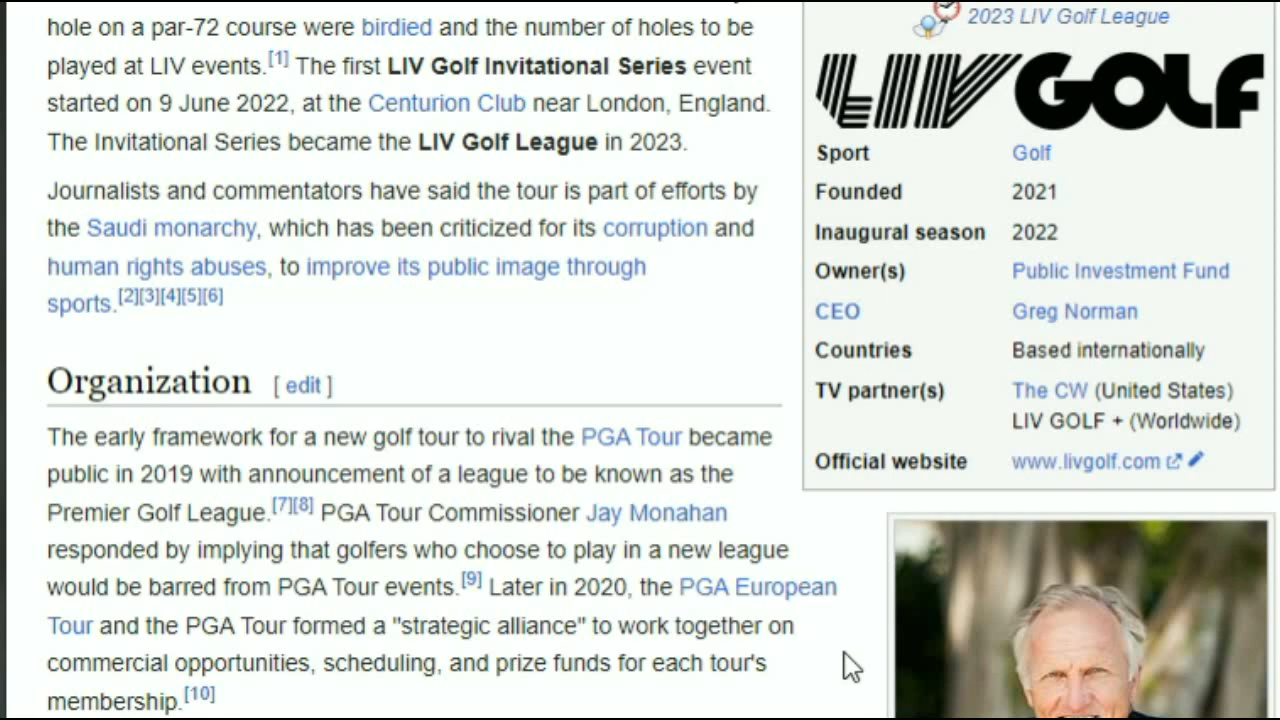 hole on a par-72 course were birdied and the number of holes to be
played at LIV events.[1] The first LIV Golf Invitational Series event
started on 9 June 2022, at the Centurion Club near London, England.
The Invitational Series became the LIV Golf League in 2023.
Journalists and commentators have said the tour is part of efforts by
the Saudi monarchy, which has been criticized for its corruption and
human rights abuses, to improve its public image through
sports.[2][3][4][5][6]
Organization [ edit ]
The early framework for a new golf tour to rival the PGA Tour became
public in 2019 with announcement of a league to be known as the
Premier Golf League.[7][8] PGA Tour Commissioner Jay Monahan
responded by implying that golfers who choose to play in a new league
would be barred from PGA Tour events.[9] Later in 2020, the PGA European
Tour and the PGA Tour formed a "strategic alliance" to work together on
commercial opportunities, scheduling, and prize funds for each tour's
membership.[10]
2023 LIV Golf League
LIV GOLF
Sport Golf
Founded 2021
Inaugural season 2022
Owner(s) Public Investment Fund
CEO Greg Norman
Countries Based internationally
TV partner(s) The CW (United States)
LIV GOLF + (Worldwide)
Official website www.livgolf.com